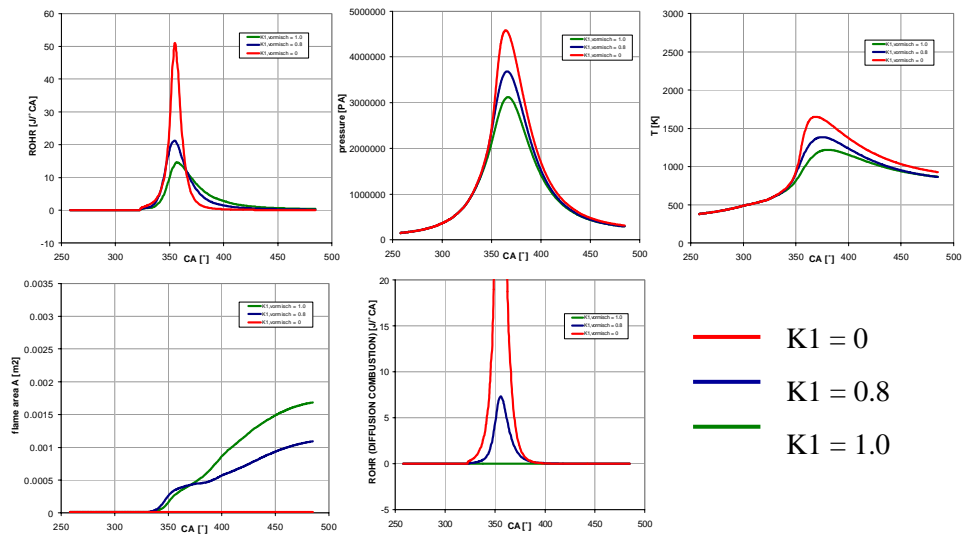 60
50
40
30
20
10
0
-10
250
300
350
400
450
500
ROHR [J/°CA]
CA [°]
K1,vormisch = 1.0
K1,vormisch = 0.8
K1,vormisch = 0
5000000
4000000
3000000
2000000
1000000
0
250
300
350
400
450
500
pressure [PA]
CA [°]
K1,vormisch = 1.0
K1,vormisch = 0.8
K1,vormisch = 0
3000
2500
2000
1500
1000
500
0
250
300
350
400
450
500
T [K]
CA [°]
K1,vormisch = 1.0
K1,vormisch = 0.8
K1,vormisch = 0
0.0035
0.003
0.0025
0.002
0.0015
0.001
0.0005
0
250
300
350
400
450
500
flame area A [m2]
CA [°]
K1,vormisch = 1.0
K1,vormisch = 0.8
K1,vormisch = 0
20
15
10
5
0
-5
250
300
350
400
450
500
ROHR (DIFFUSION COMBUSTION) [J/°CA]
CA [°]
K1,vormisch = 1.0
K1,vormisch = 0.8
K1,vormisch = 0
K1 = 0
K1 = 0.8
K1 = 1.0